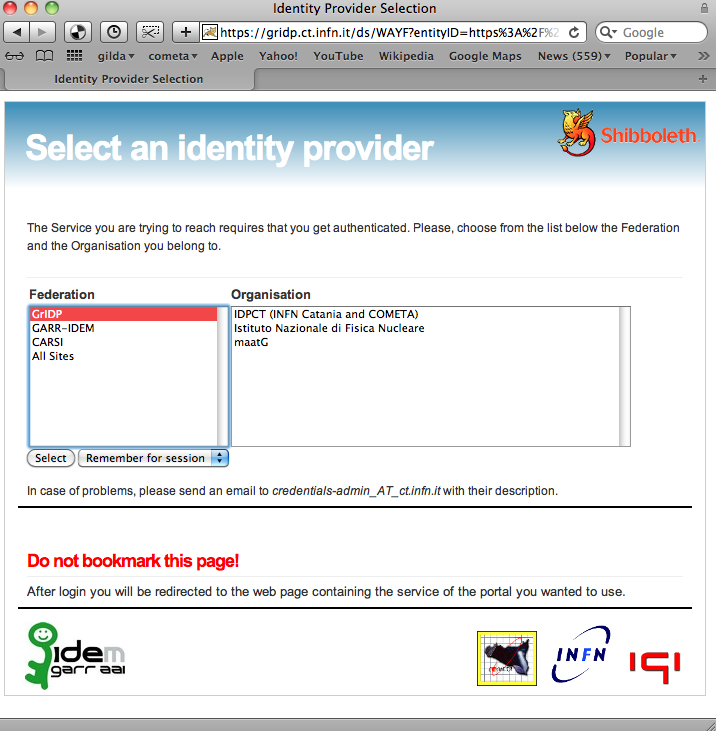 Identity Provider Selection
https://gridp.ct.infn.it/ds/WAYF?entityID=https%3A%2F%2
Google
gilda cometa Apple Yahoo! YouTube Wikipedia Google Maps News (559) Popular
Identity Provider Selection
Select an identity provider
Shibboleth
The Service you are trying to reach requires that you get authenticated. Please, choose from the list below the Federation
and the Organisation you belong to.
Federation
GrIDP
GARR-IDEM
CARSI
All Sites
Organisation
IDPCT (INFN Catania and COMETA)
Istituto Nazionale di Fisica Nucleare
maatG
Select Remember for session
In case of problems, please send an email to credentials-admin_AT_ct.infn.it with their description.
Do not bookmark this page!
After login you will be redirected to the web page containing the service of the portal you wanted to use.
idem
garr aai
COMETA
INFN